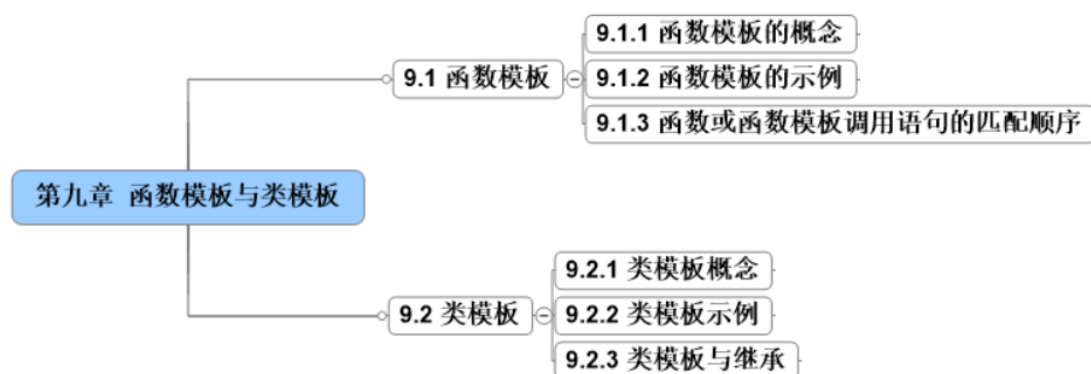 第九章 函数模板与类模板
9.1 函数模板
9.1.1 函数模板的概念
9.1.2 函数模板的示例
9.1.3 函数或函数模板调用语句的匹配顺序
9.2 类模板
9.2.1 类模板概念
9.2.2 类模板示例
9.2.3 类模板与继承